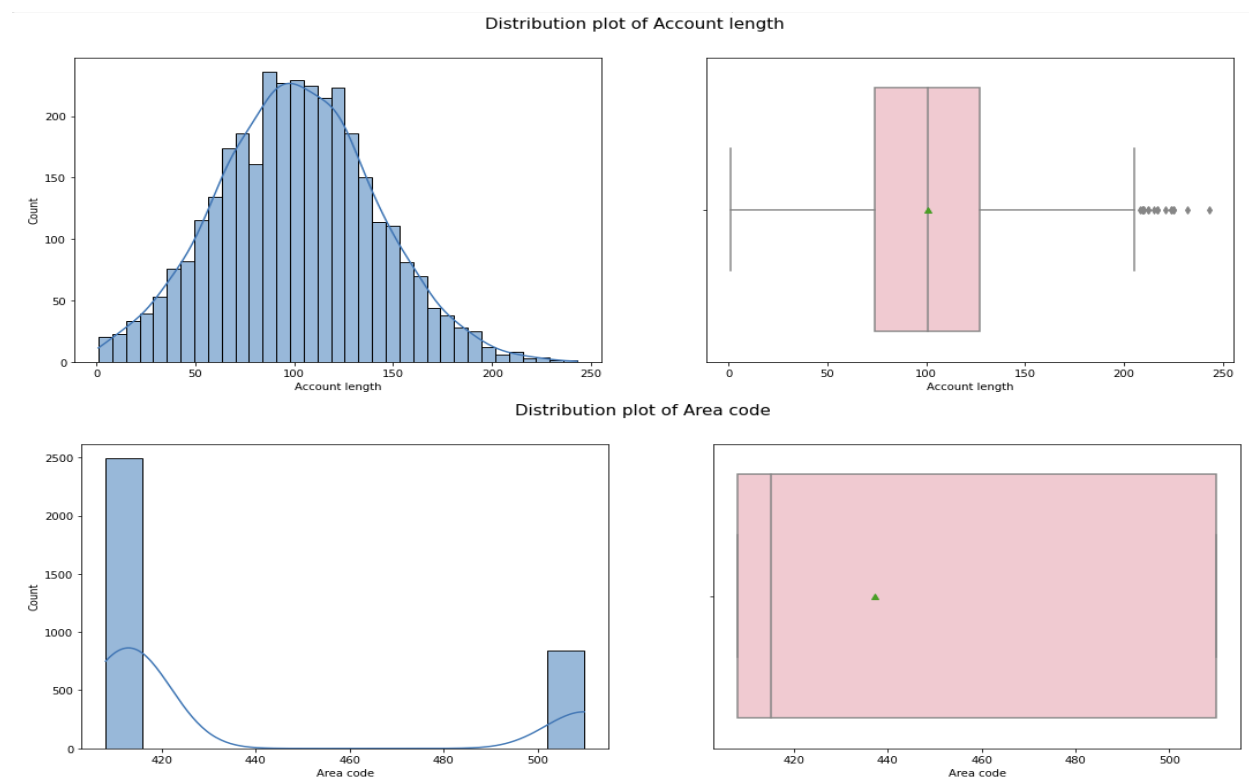 Distribution plot of Account length
Count
200
150
100
50
0
0 50 100 150 200 250
Account length
0 50 100 150 200 250
Account length
Distribution plot of Area code
Count
2500
2000
1500
1000
500
0
420 440 460 480 500
Area code
420 440 460 480 500
Area code